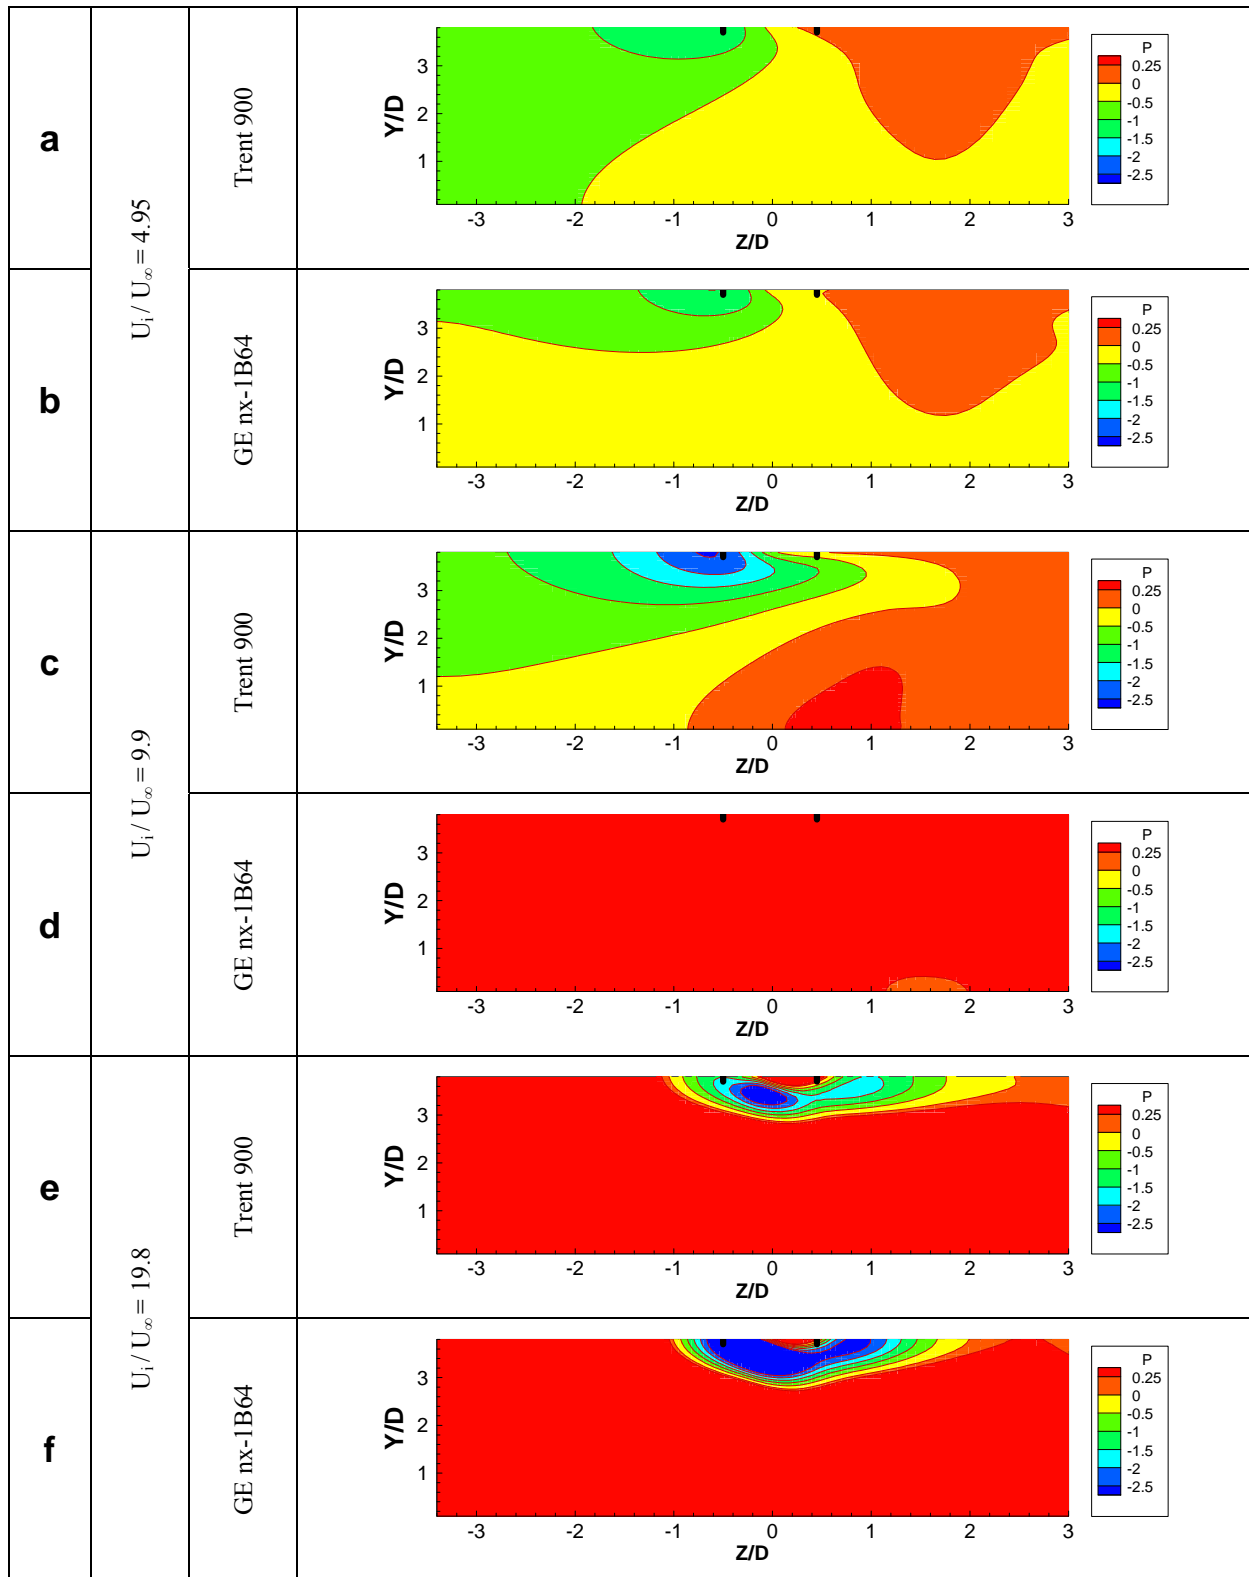 a
U_i / U_∞ = 4.95
Trent 900
Y/D
3
2
1
-3 -2 -1 0 1 2 3
Z/D
P
0.25
0
-0.5
-1
-1.5
-2
-2.5
b
GE nx-1B64
Y/D
3
2
1
-3 -2 -1 0 1 2 3
Z/D
P
0.25
0
-0.5
-1
-1.5
-2
-2.5
c
U_i / U_∞ = 9.9
Trent 900
Y/D
3
2
1
-3 -2 -1 0 1 2 3
Z/D
P
0.25
0
-0.5
-1
-1.5
-2
-2.5
d
GE nx-1B64
Y/D
3
2
1
-3 -2 -1 0 1 2 3
Z/D
P
0.25
0
-0.5
-1
-1.5
-2
-2.5
e
U_i / U_∞ = 19.8
Trent 900
Y/D
3
2
1
-3 -2 -1 0 1 2 3
Z/D
P
0.25
0
-0.5
-1
-1.5
-2
-2.5
f
GE nx-1B64
Y/D
3
2
1
-3 -2 -1 0 1 2 3
Z/D
P
0.25
0
-0.5
-1
-1.5
-2
-2.5